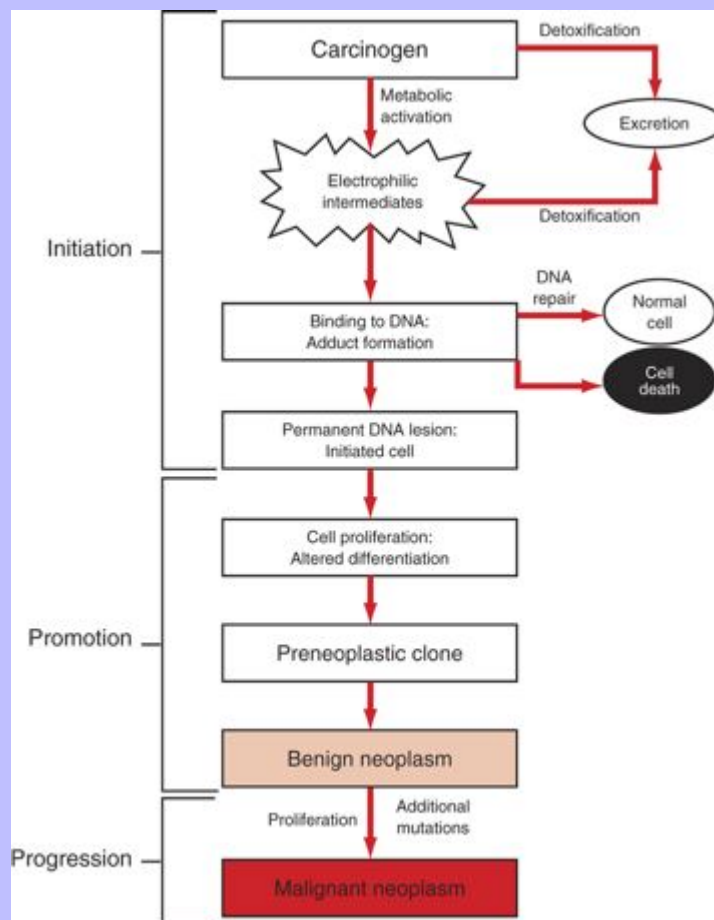 Carcinogen
Detoxification
Metabolic
activation
Excretion
Electrophilic
intermediates
Detoxification
Initiation
DNA
repair
Binding to DNA:
Adduct formation
Normal
cell
Cell
death
Permanent DNA lesion:
Initiated cell
Cell proliferation:
Altered differentiation
Promotion
Preneoplastic clone
Benign neoplasm
Proliferation
Additional
mutations
Progression
Malignant neoplasm